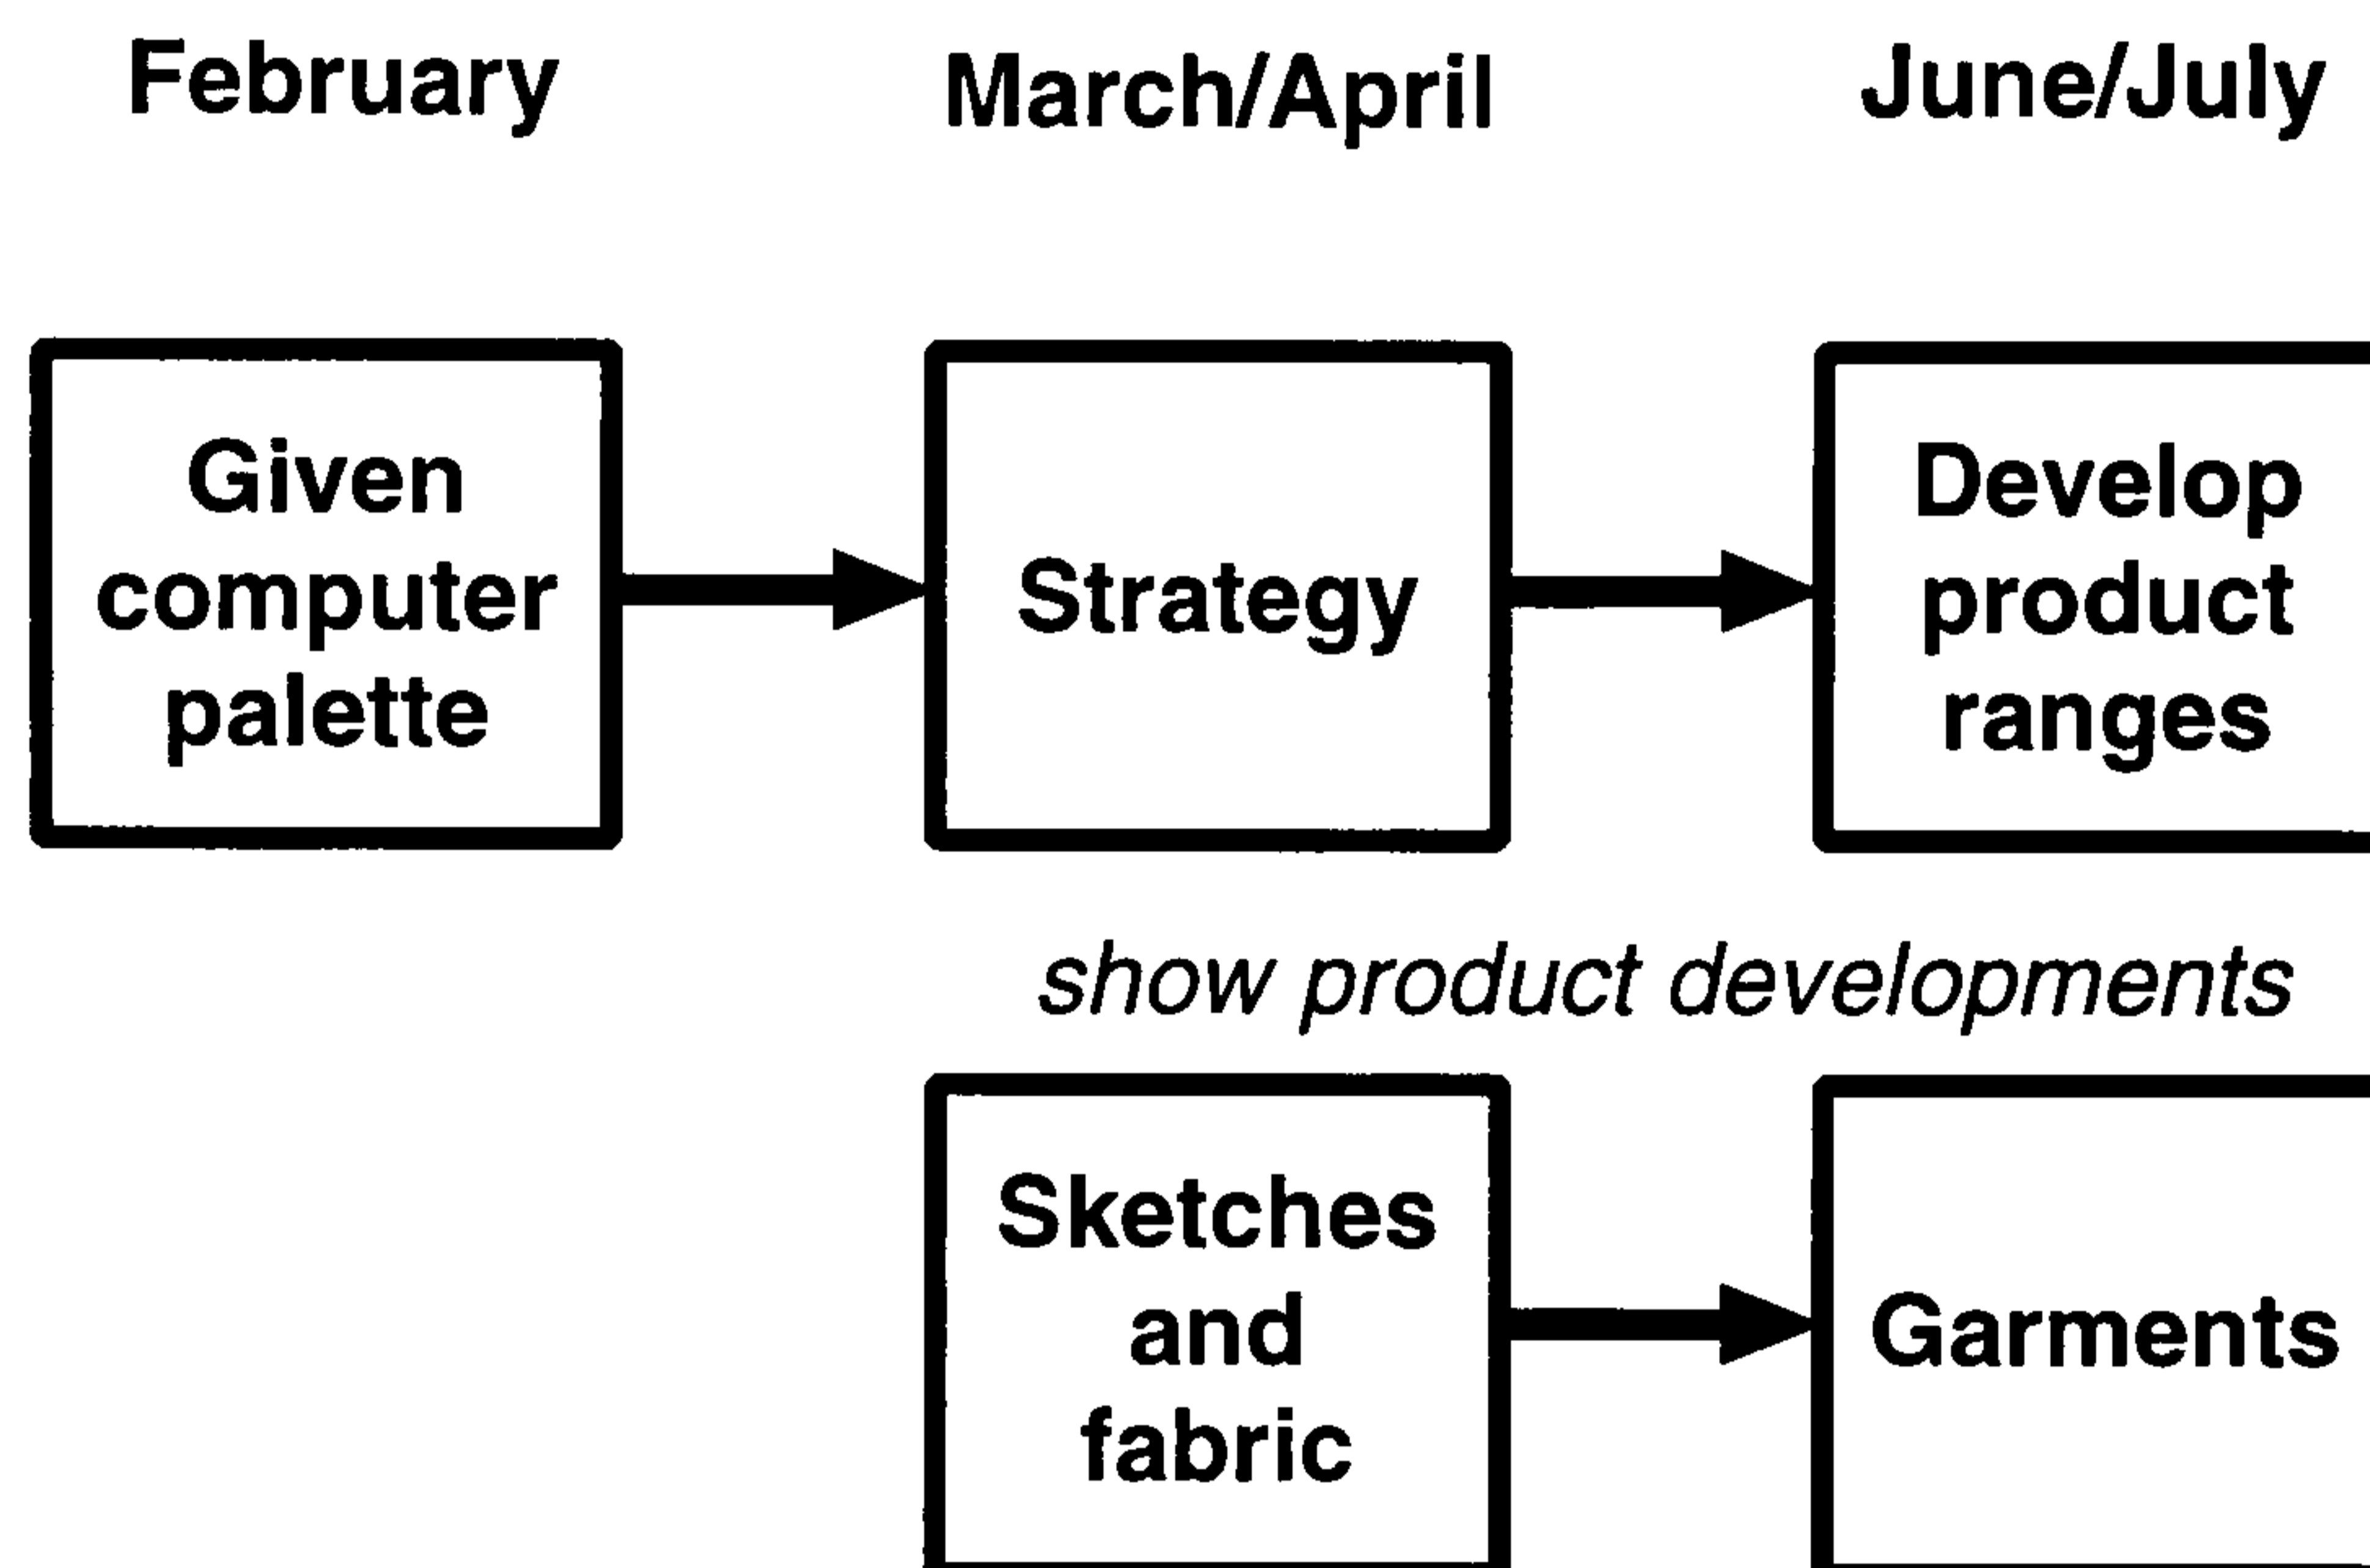 February March/April June/July
Given
computer
palette
Strategy
Develop
product
ranges
show product developments
Sketches
and
fabric
Garments